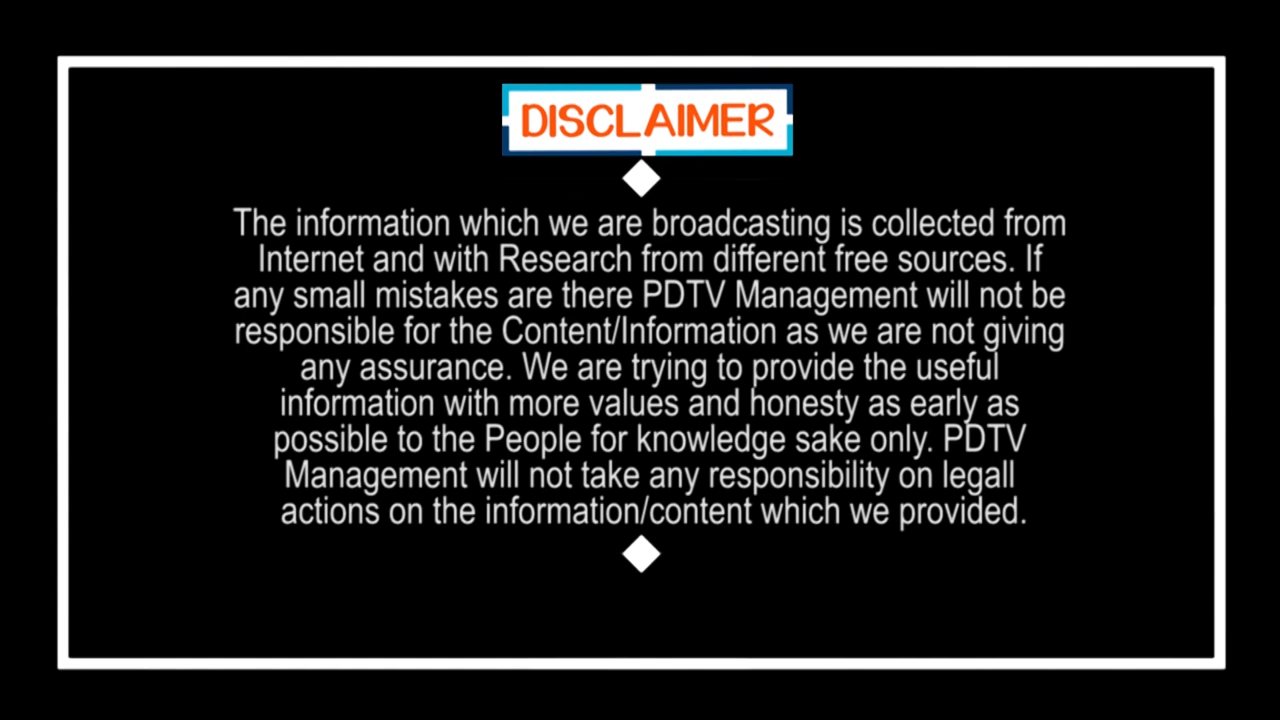 DISCLAIMER
The information which we are broadcasting is collected from
Internet and with Research from different free sources. If
any small mistakes are there PDTV Management will not be
responsible for the Content/Information as we are not giving
any assurance. We are trying to provide the useful
information with more values and honesty as early as
possible to the People for knowledge sake only. PDTV
Management will not take any responsibility on legall
actions on the information/content which we provided.